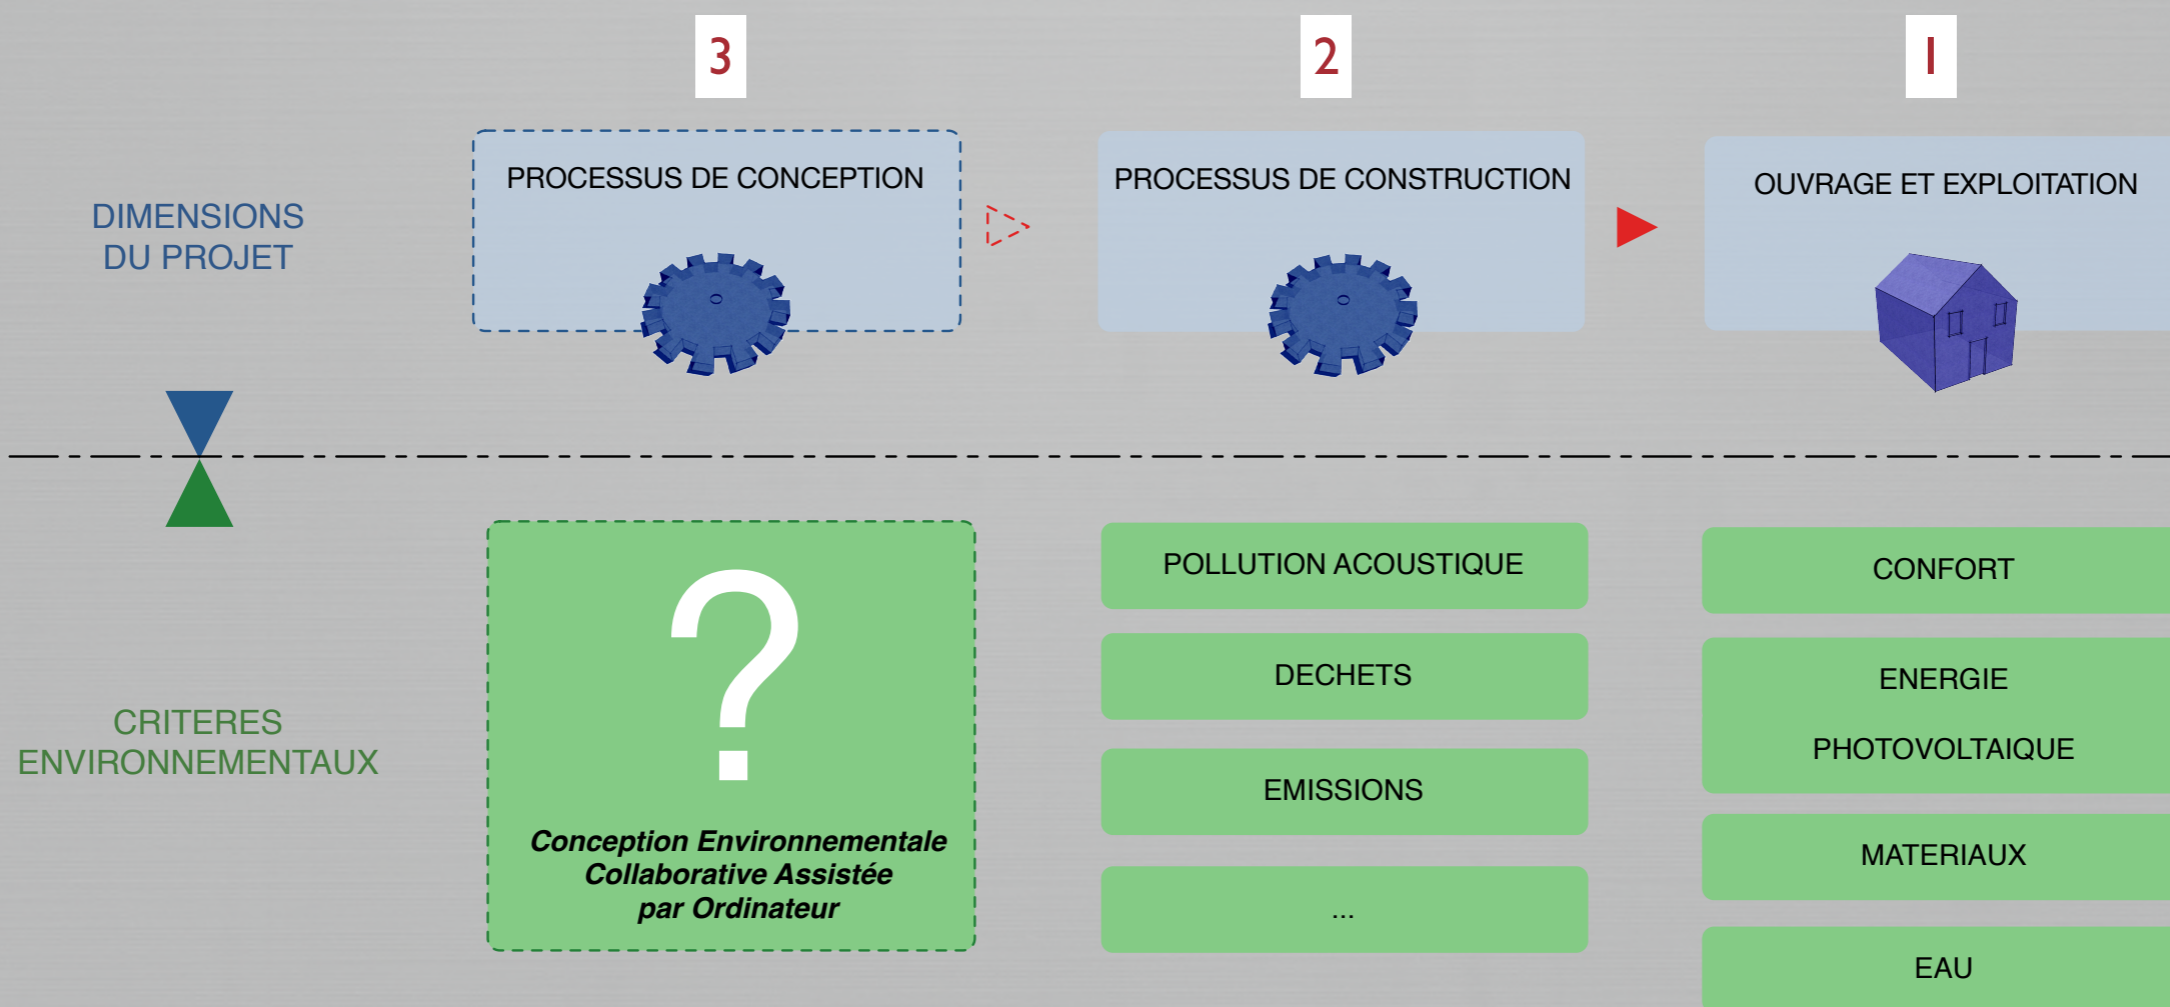 3
2
1
DIMENSIONS
DU PROJET
PROCESSUS DE CONCEPTION
PROCESSUS DE CONSTRUCTION
OUVRAGE ET EXPLOITATION
CRITERES
ENVIRONNEMENTAUX
?
Conception Environnementale
Collaborative Assistée
par Ordinateur
POLLUTION ACOUSTIQUE
DECHETS
EMISSIONS
...
CONFORT
ENERGIE
PHOTOVOLTAIQUE
MATERIAUX
EAU